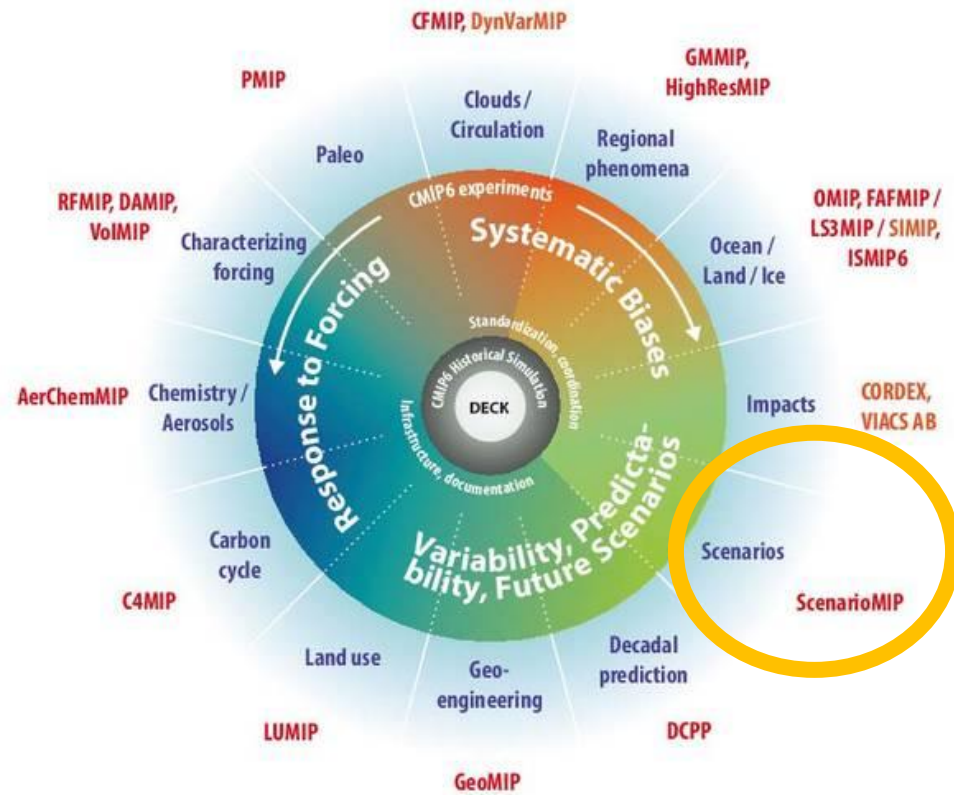 CFMIP, DynVarMIP
GMMIP,
HighResMIP
PMIP
Clouds /
Circulation
Regional
phenomena
Paleo
CMIP6 experiments
RFMIP, DAMIP,
VolMIP
OMIP, FAFMIP /
LS3MIP / SIMIP,
ISMIP6
Characterizing
forcing
Systematic Biases
Ocean /
Land / Ice
Response to Forcing
Standardization, coordination
CMIP6 Historical Simulation
DECK
Infrastructure, documentation
AerChemMIP
Chemistry /
Aerosols
Impacts
CORDEX,
VIACS AB
Variability, Predicta-
bility, Future Scenarios
Carbon
cycle
Scenarios
C4MIP
ScenarioMIP
Land use
Geo-
engineering
Decadal
prediction
LUMIP
DCPP
GeoMIP